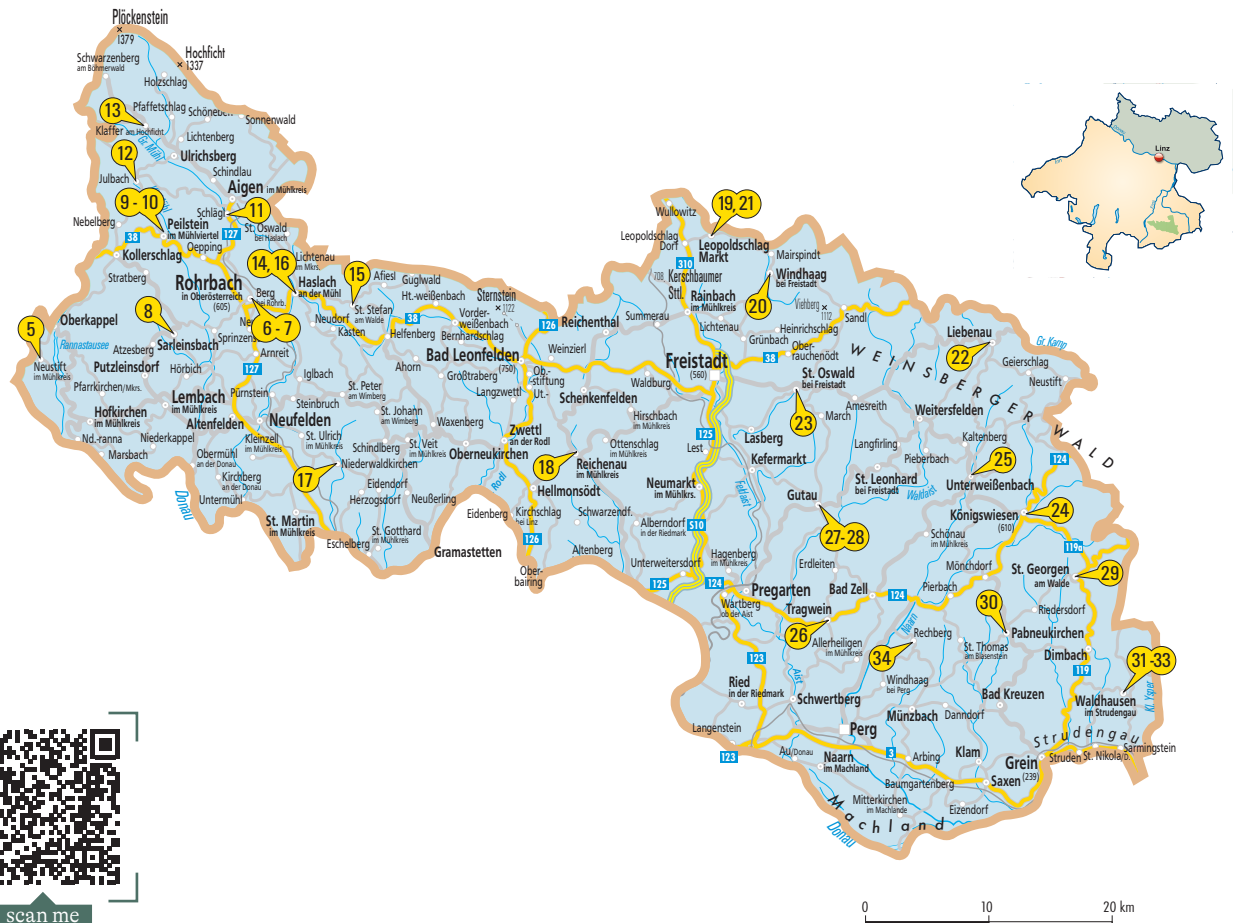 Plöckenstein
1379
Hochficht
1337
Schwarzenberg
am Böhmerwald
Holzschlag
13
Pfaffetschlag
Sonnenwald
Klaffer am Hochficht
Lichtenberg
Gr. Mühl
Ulrichsberg
12
Schindlau
Julbach
Aigen im Mühlkreis
9 - 10
Schlägl
11
Nebelberg
Peilstein
im Mühlviertel
38
127
St. Oswald
bei Haslach
Oepping
Kollerschlag
14, 16
Lichtenau
im Mkrs.
Stratberg
Rohrbach
in Oberösterreich
(605)
Berg
bei Rohrb.
Haslach
an der Mühl
15
Afiesl
Guglwald
Ht.-weißenbach
St. Stefan
am Walde
Sternstein
1122
Vorder-
weißenbach
5
Oberkappel
8
6 - 7
Neudorf
Kasten
38
Helfenberg
Bernhardschlag
126
Reichenthal
Rannastausee
Atzesberg
Sarleinsbach
Arnreit
Weinzierl
Neustift
im Mühlkreis
Putzleinsdorf
Hörbich
127
Ahorn
Bad Leonfelden
(750)
Pfarrkirchen/Mkrs.
Iglbach
Größtraberg
Ob.-
stiftung
Ut.-
Lembach
im Mühlkreis
Pürnstein
St. Peter
am Wimberg
Langzwettl
Steinbruch
Hofkirchen
im Mühlkreis
Altenfelden
Neufelden
St. Johann
am Wimberg
Waxenberg
Nd.-ranna
Niederkappel
Kleinzell
im Mühlkreis
St. Ulrich
im Mühlkreis
Schindlberg
St. Veit
im Mühlkreis
Zwettl
an der Rodl
Marsbach
Obermühl
an der Donau
Niederwaldkirchen
Oberneukirchen
17
Kirchberg
an der Donau
Eidendorf
Rodl
Untermühl
Herzogsdorf
Neußerling
Donau
St. Martin
im Mühlkreis
Eidenberg
Hellmonsödt
Kirchschlag
bei Linz
Eschelberg
St. Gotthard
im Mühlkreis
Gramastetten
126
Ober-
bairing
Wullowitz
19, 21
Leopoldschlag
Dorf
Leopoldschlag
Markt
Mairspindt
310
708
Kerschbaumer
Sttl.
Windhaag
bei Freistadt
Rainbach
im Mühlkreis
20
Viehberg
1112
Sandl
Summerau
Lichtenau
Heinrichschlag
Grünbach
Ober-
rauchenödt
38
Freistadt
(560)
St. Oswald
bei Freistadt
Waldburg
Schenkenfelden
Hirschbach
im Mühlkreis
23
March
Amesreith
125
Lasberg
Ottenschlag
im Mühlkreis
Lest
Kefermarkt
18
Reichenau
im Mühlkreis
Neumarkt
im Mühlkrs.
Feldaist
Schwarzendf.
Alberndorf
in der Riedmark
S10
Altenberg
Unterweitersdorf
Hagenberg
im Mühlkreis
125
124
Liebenau
22
Gr. Kamp
Geierschlag
Neustift
WEINSBERGER WALD
Weitersfelden
Langfirling
Kaltenberg
Pieberbach
25
124
St. Leonhard
bei Freistadt
Waldaist
Unterweißenbach
Gutau
Königswiesen
(610)
24
27- 28
Schönau
im Mühlkreis
119a
Erdleiten
Mönchdorf
St. Georgen
am Walde
29
Pregarten
Bad Zell
124
Pierbach
Wartberg
ob der Aist
Tragwein
30
Riedersdorf
26
Naarn
Rechberg
Pabneukirchen
Allerheiligen
im Mühlkreis
34
St. Thomas
am Blasenstein
Dimbach
31 -33
123
Aist
Windhaag
bei Perg
119
Ried
in der Riedmark
Schwertberg
Bad Kreuzen
Waldhausen
im Strudengau
Kl. Ysper
Münzbach
Danndorf
Langenstein
Perg
Strudengau
123
Au/Donau
3
Arbing
Klam
Grein
(239)
Struden
St. Nikola/D.
Sarmingstein
Naarn
im Machland
Baumgartenberg
Saxen
Mitterkirchen
im Machlande
Eizendorf
Machland
Donau
Linz
scan me
0 10 20 km